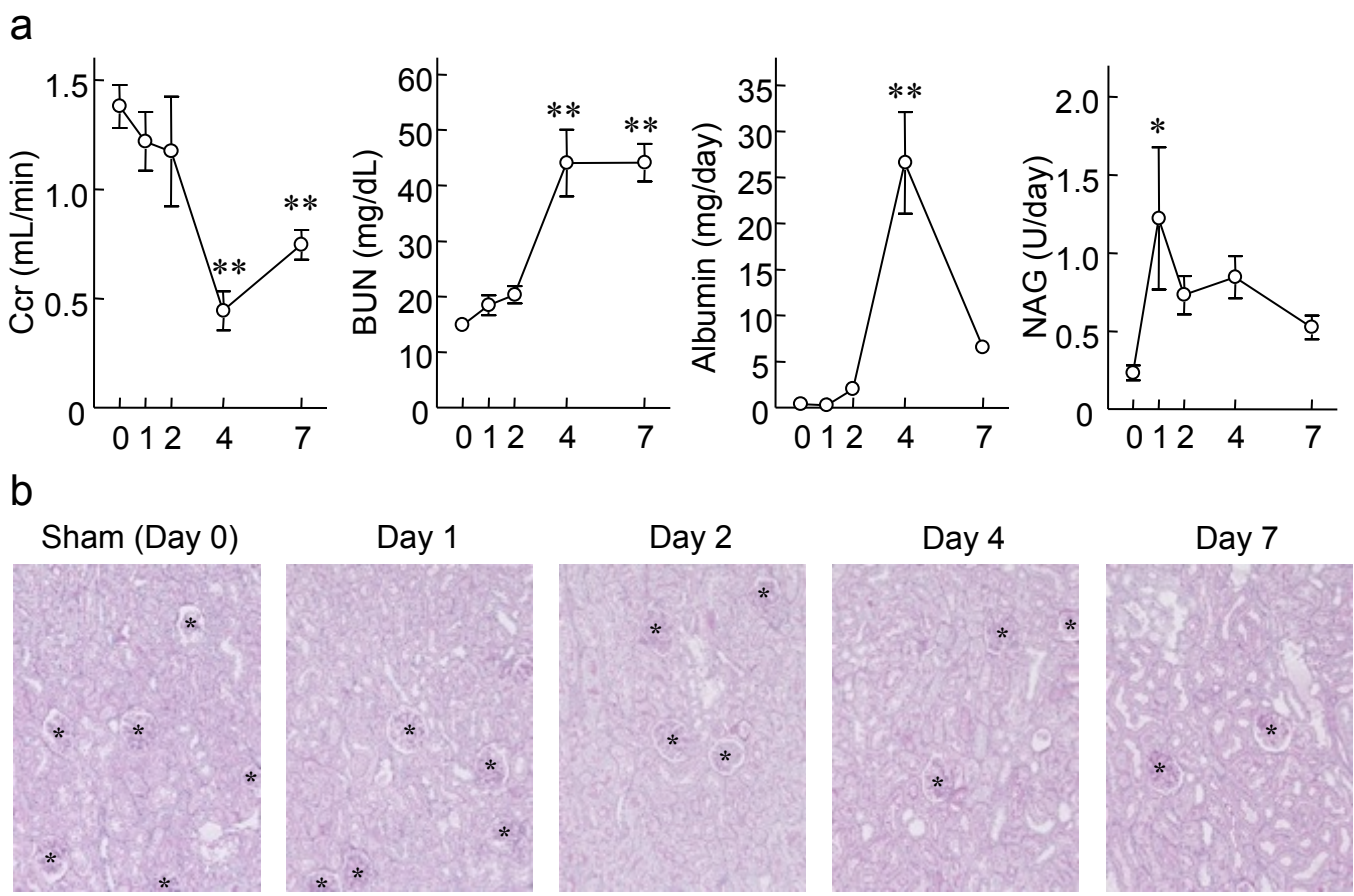 a
Ccr (mL/min)
1.5
1.0
0.5
0
0 1 2 4 7
**
**
BUN (mg/dL)
60
50
40
30
20
10
0
0 1 2 4 7
**
**
Albumin (mg/day)
35
30
25
20
15
10
5
0
0 1 2 4 7
**
NAG (U/day)
2.0
1.5
1.0
0.5
0
0 1 2 4 7
*
b
Sham (Day 0)
Day 1
Day 2
Day 4
Day 7
* * * * * *
* * * * *
* * * *
* * *
* *